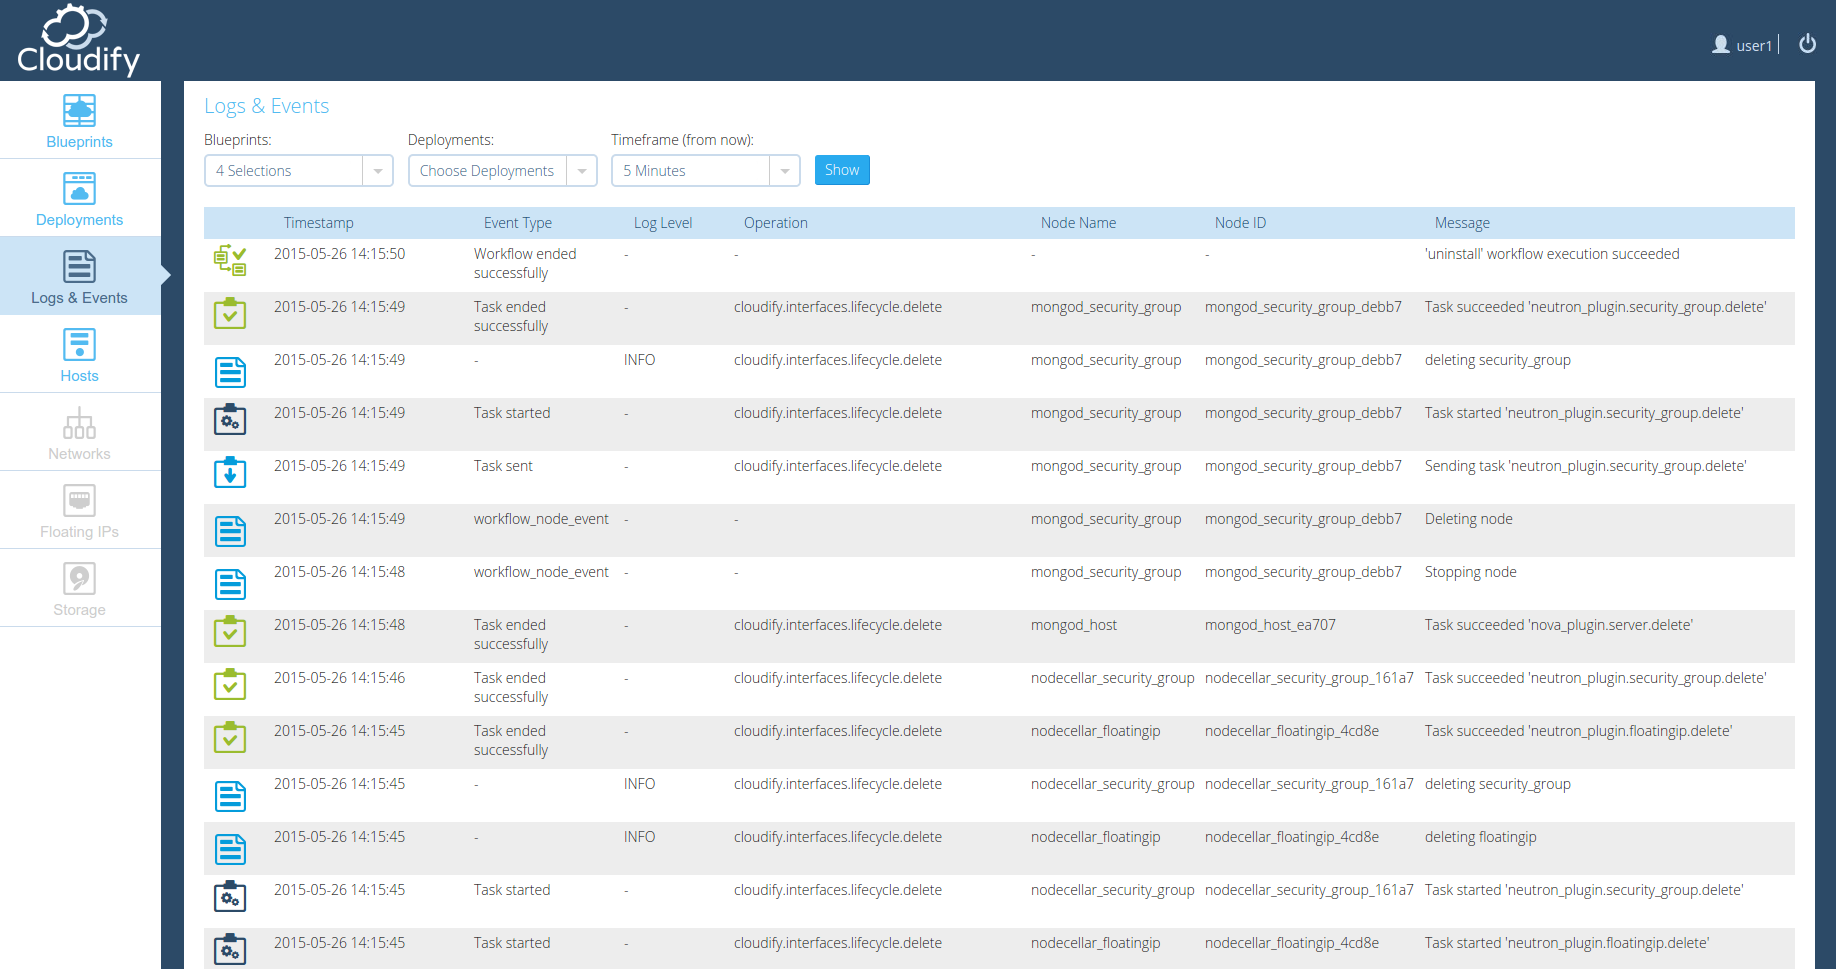 Cloudify
user1
Blueprints
Deployments
Logs & Events
Hosts
Networks
Floating IPs
Storage
Logs & Events
Blueprints: Deployments: Timeframe (from now):
4 Selections Choose Deployments 5 Minutes Show
Timestamp Event Type Log Level Operation Node Name Node ID Message
2015-05-26 14:15:50 Workflow ended - - - - 'uninstall' workflow execution succeeded
successfully
2015-05-26 14:15:49 Task ended - cloudify.interfaces.lifecycle.delete mongod_security_group mongod_security_group_debb7 Task succeeded 'neutron_plugin.security_group.delete'
successfully
2015-05-26 14:15:49 - INFO cloudify.interfaces.lifecycle.delete mongod_security_group mongod_security_group_debb7 deleting security_group
2015-05-26 14:15:49 Task started - cloudify.interfaces.lifecycle.delete mongod_security_group mongod_security_group_debb7 Task started 'neutron_plugin.security_group.delete'
2015-05-26 14:15:49 Task sent - cloudify.interfaces.lifecycle.delete mongod_security_group mongod_security_group_debb7 Sending task 'neutron_plugin.security_group.delete'
2015-05-26 14:15:49 workflow_node_event - - mongod_security_group mongod_security_group_debb7 Deleting node
2015-05-26 14:15:48 workflow_node_event - - mongod_security_group mongod_security_group_debb7 Stopping node
2015-05-26 14:15:48 Task ended - cloudify.interfaces.lifecycle.delete mongod_host mongod_host_ea707 Task succeeded 'nova_plugin.server.delete'
successfully
2015-05-26 14:15:46 Task ended - cloudify.interfaces.lifecycle.delete nodecellar_security_group nodecellar_security_group_161a7 Task succeeded 'neutron_plugin.security_group.delete'
successfully
2015-05-26 14:15:45 Task ended - cloudify.interfaces.lifecycle.delete nodecellar_floatingip nodecellar_floatingip_4cd8e Task succeeded 'neutron_plugin.floatingip.delete'
successfully
2015-05-26 14:15:45 - INFO cloudify.interfaces.lifecycle.delete nodecellar_security_group nodecellar_security_group_161a7 deleting security_group
2015-05-26 14:15:45 - INFO cloudify.interfaces.lifecycle.delete nodecellar_floatingip nodecellar_floatingip_4cd8e deleting floatingip
2015-05-26 14:15:45 Task started - cloudify.interfaces.lifecycle.delete nodecellar_security_group nodecellar_security_group_161a7 Task started 'neutron_plugin.security_group.delete'
2015-05-26 14:15:45 Task started - cloudify.interfaces.lifecycle.delete nodecellar_floatingip nodecellar_floatingip_4cd8e Task started 'neutron_plugin.floatingip.delete'